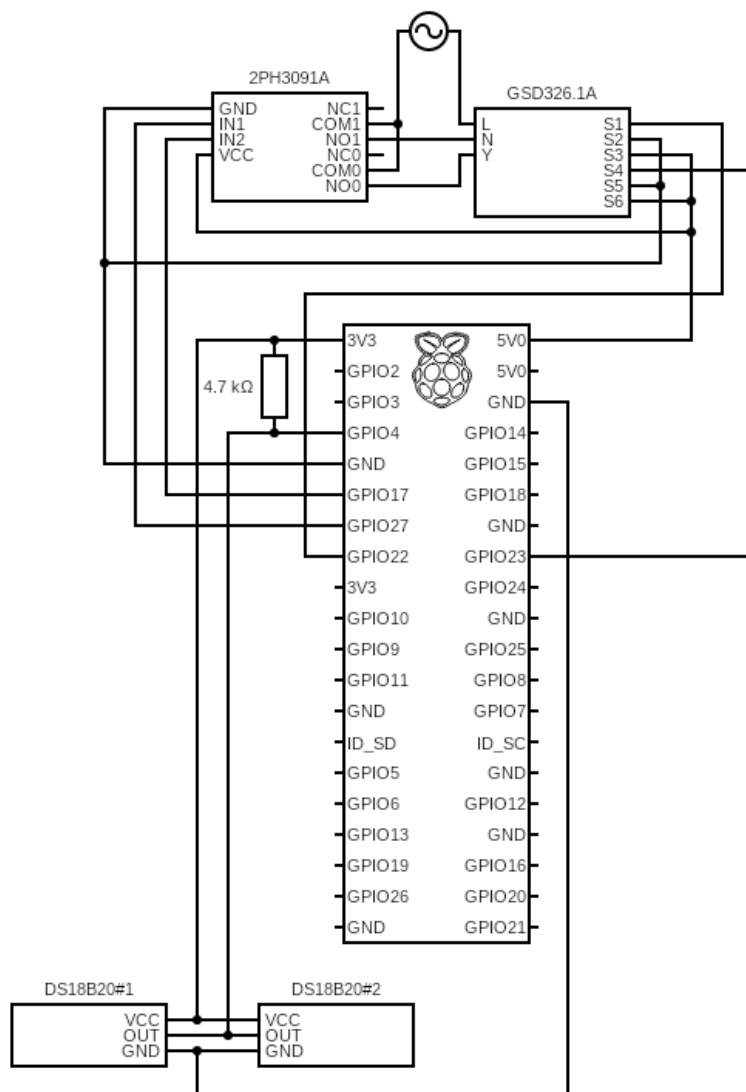 2PH3091A
GND
IN1
IN2
VCC
NC1
COM1
NO1
NC0
COM0
NO0
GSD326.1A
L
N
Y
S1
S2
S3
S4
S5
S6
4.7 kΩ
3V3
GPIO2
GPIO3
GPIO4
GND
GPIO17
GPIO27
GPIO22
3V3
GPIO10
GPIO9
GPIO11
GND
ID_SD
GPIO5
GPIO6
GPIO13
GPIO19
GPIO26
GND
5V0
5V0
GND
GPIO14
GPIO15
GPIO18
GND
GPIO23
GPIO24
GND
GPIO25
GPIO8
GPIO7
ID_SC
GND
GPIO12
GND
GPIO16
GPIO20
GPIO21
DS18B20#1
VCC
OUT
GND
DS18B20#2
VCC
OUT
GND